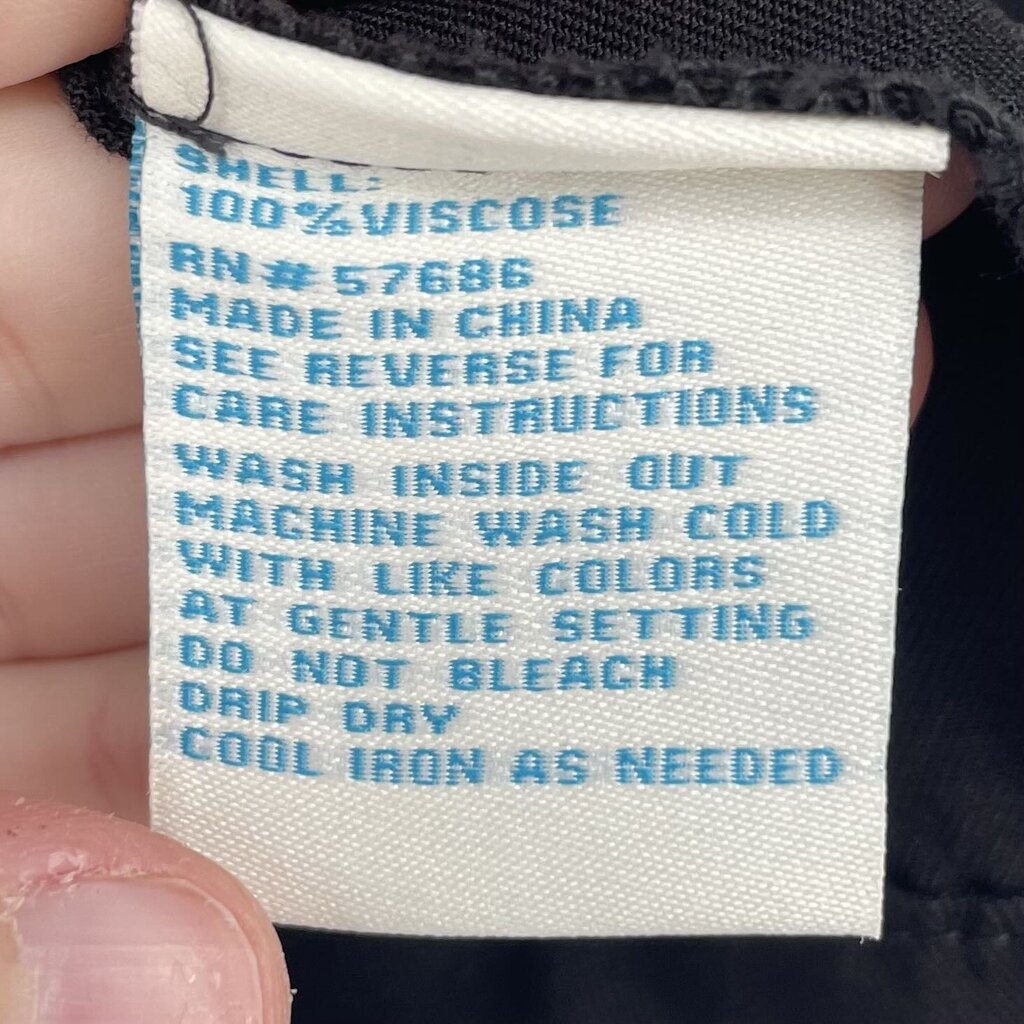 SHELL:
100% VISCOSE
RN# 57686
MADE IN CHINA
SEE REVERSE FOR
CARE INSTRUCTIONS
WASH INSIDE OUT
MACHINE WASH COLD
WITH LIKE COLORS
AT GENTLE SETTING
DO NOT BLEACH
DRIP DRY
COOL IRON AS NEEDED